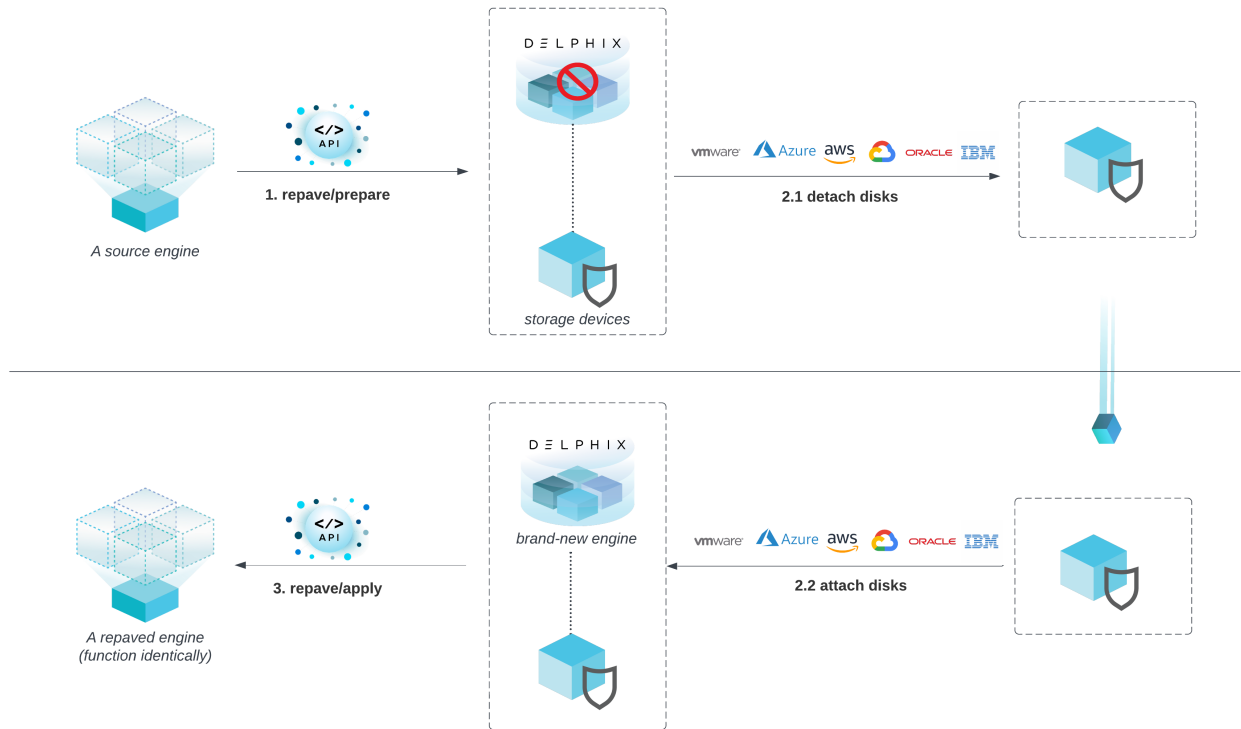 DELPHIX
</>
API
vmware® Azure aws ORACLE IBM
1. repave/prepare
2.1 detach disks
A source engine
storage devices
DELPHIX
</>
API
brand-new engine
vmware® Azure aws ORACLE IBM
3. repave/apply
2.2 attach disks
A repaved engine
(function identically)